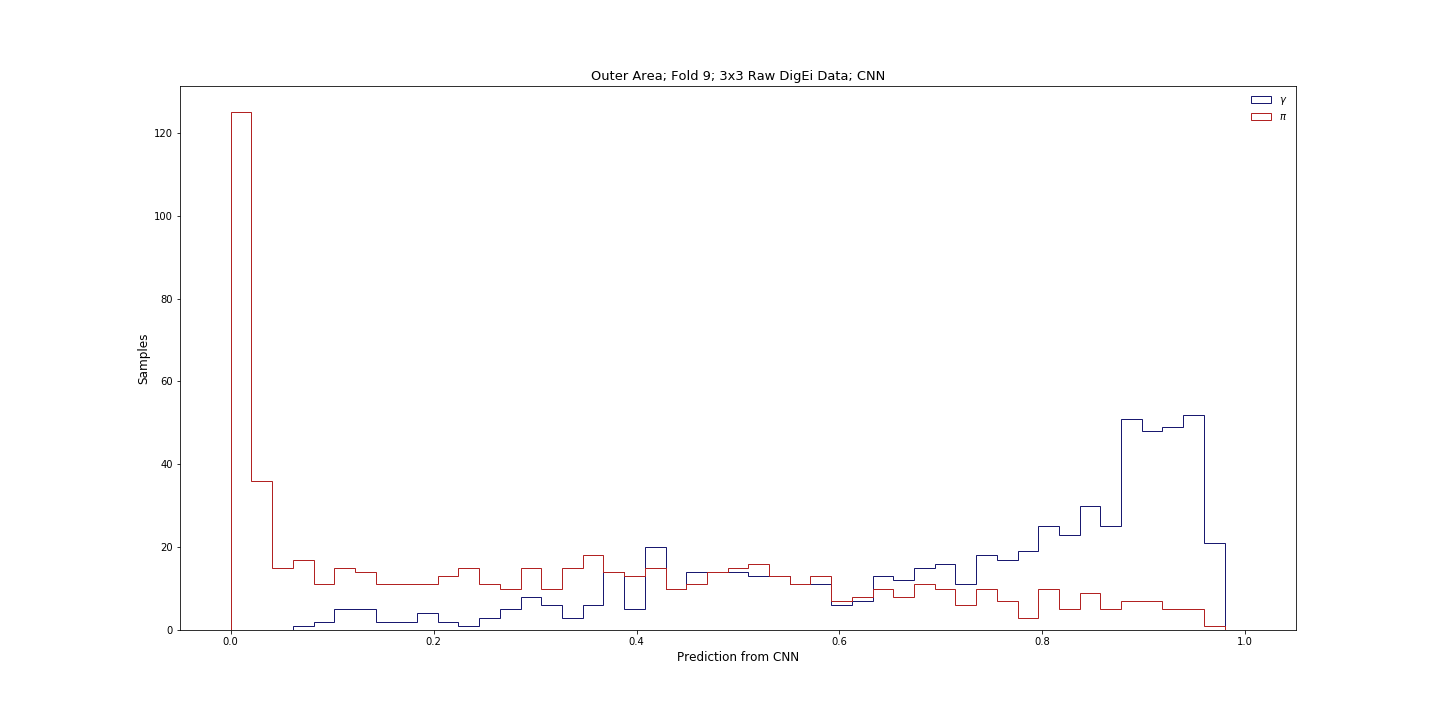 Outer Area; Fold 9; 3x3 Raw DigEi Data; CNN
γ
π
120
100
80
60
40
20
0
Samples
0.0 0.2 0.4 0.6 0.8 1.0
Prediction from CNN